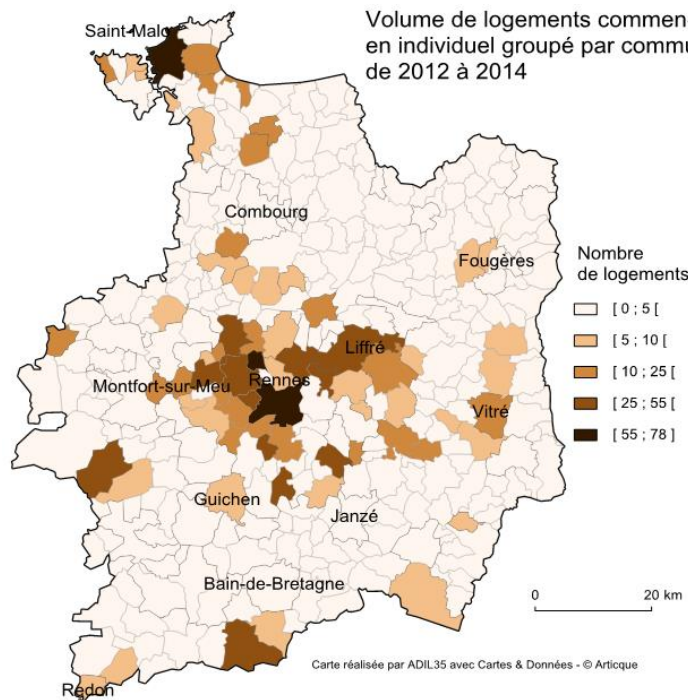 Volume de logements commen
en individuel groupé par commu
de 2012 à 2014
Saint-Malo
Combourg
Fougères
Nombre
de logements
[ 0 ; 5 [
[ 5 ; 10 [
[ 10 ; 25 [
[ 25 ; 55 [
[ 55 ; 78 ]
Liffré
Montfort-sur-Meu
Rennes
Vitré
Guichen
Janzé
Bain-de-Bretagne
0
20 km
Redon
Carte réalisée par ADIL35 avec Cartes & Données - © Articque